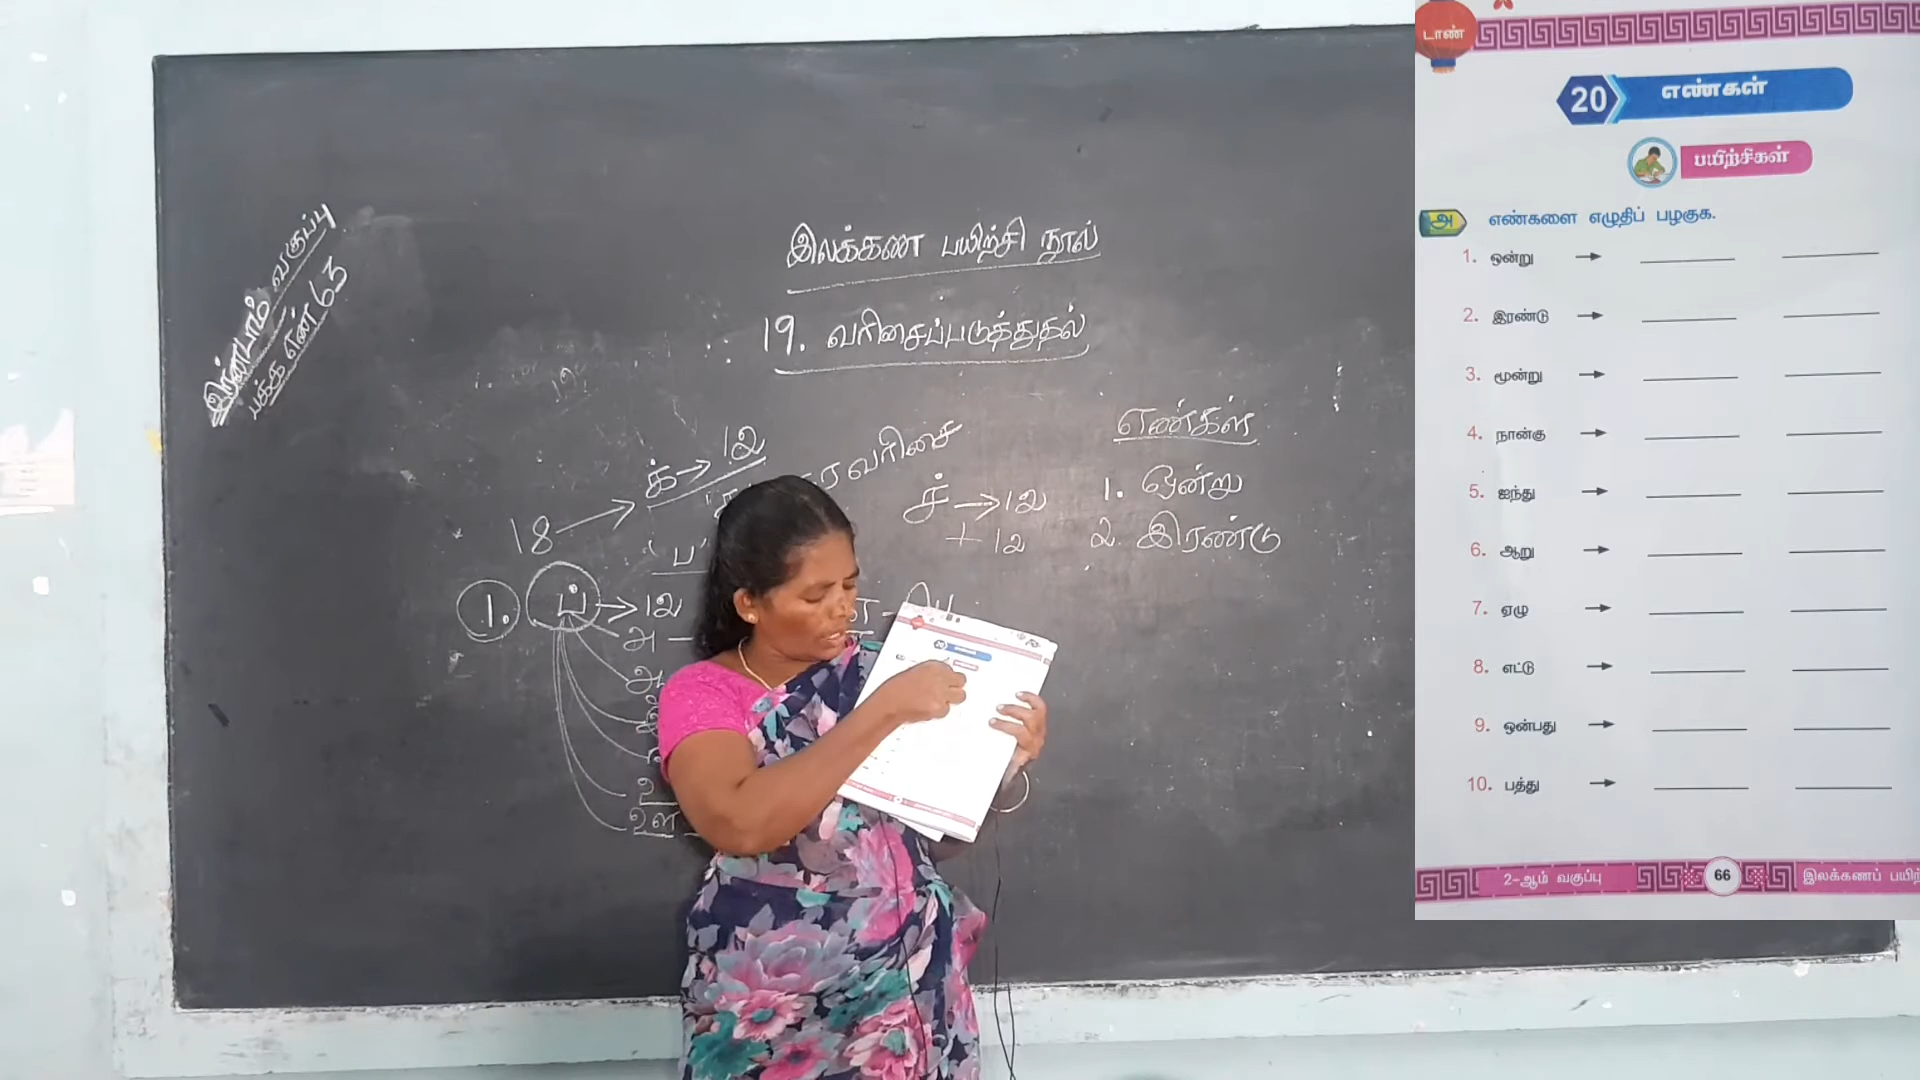 இரண்டாம் வகுப்பு
பக்க எண் 63
இலக்கண பயிற்சி நூல்
19. வரிசைப்படுத்துதல்
18 → க் → 12
வரிசை
'ப'
1. ப் → 12
அ –
ஆ
உ
ஊ –
ச் → 12
+ 12
எண்கள்
1. ஒன்று
2. இரண்டு
டான்
20 எண்கள்
பயிற்சிகள்
அ எண்களை எழுதிப் பழகுக.
1. ஒன்று →
2. இரண்டு →
3. மூன்று →
4. நான்கு →
5. ஐந்து →
6. ஆறு →
7. ஏழு →
8. எட்டு →
9. ஒன்பது →
10. பத்து →
2-ஆம் வகுப்பு 66 இலக்கணப் பயிற்